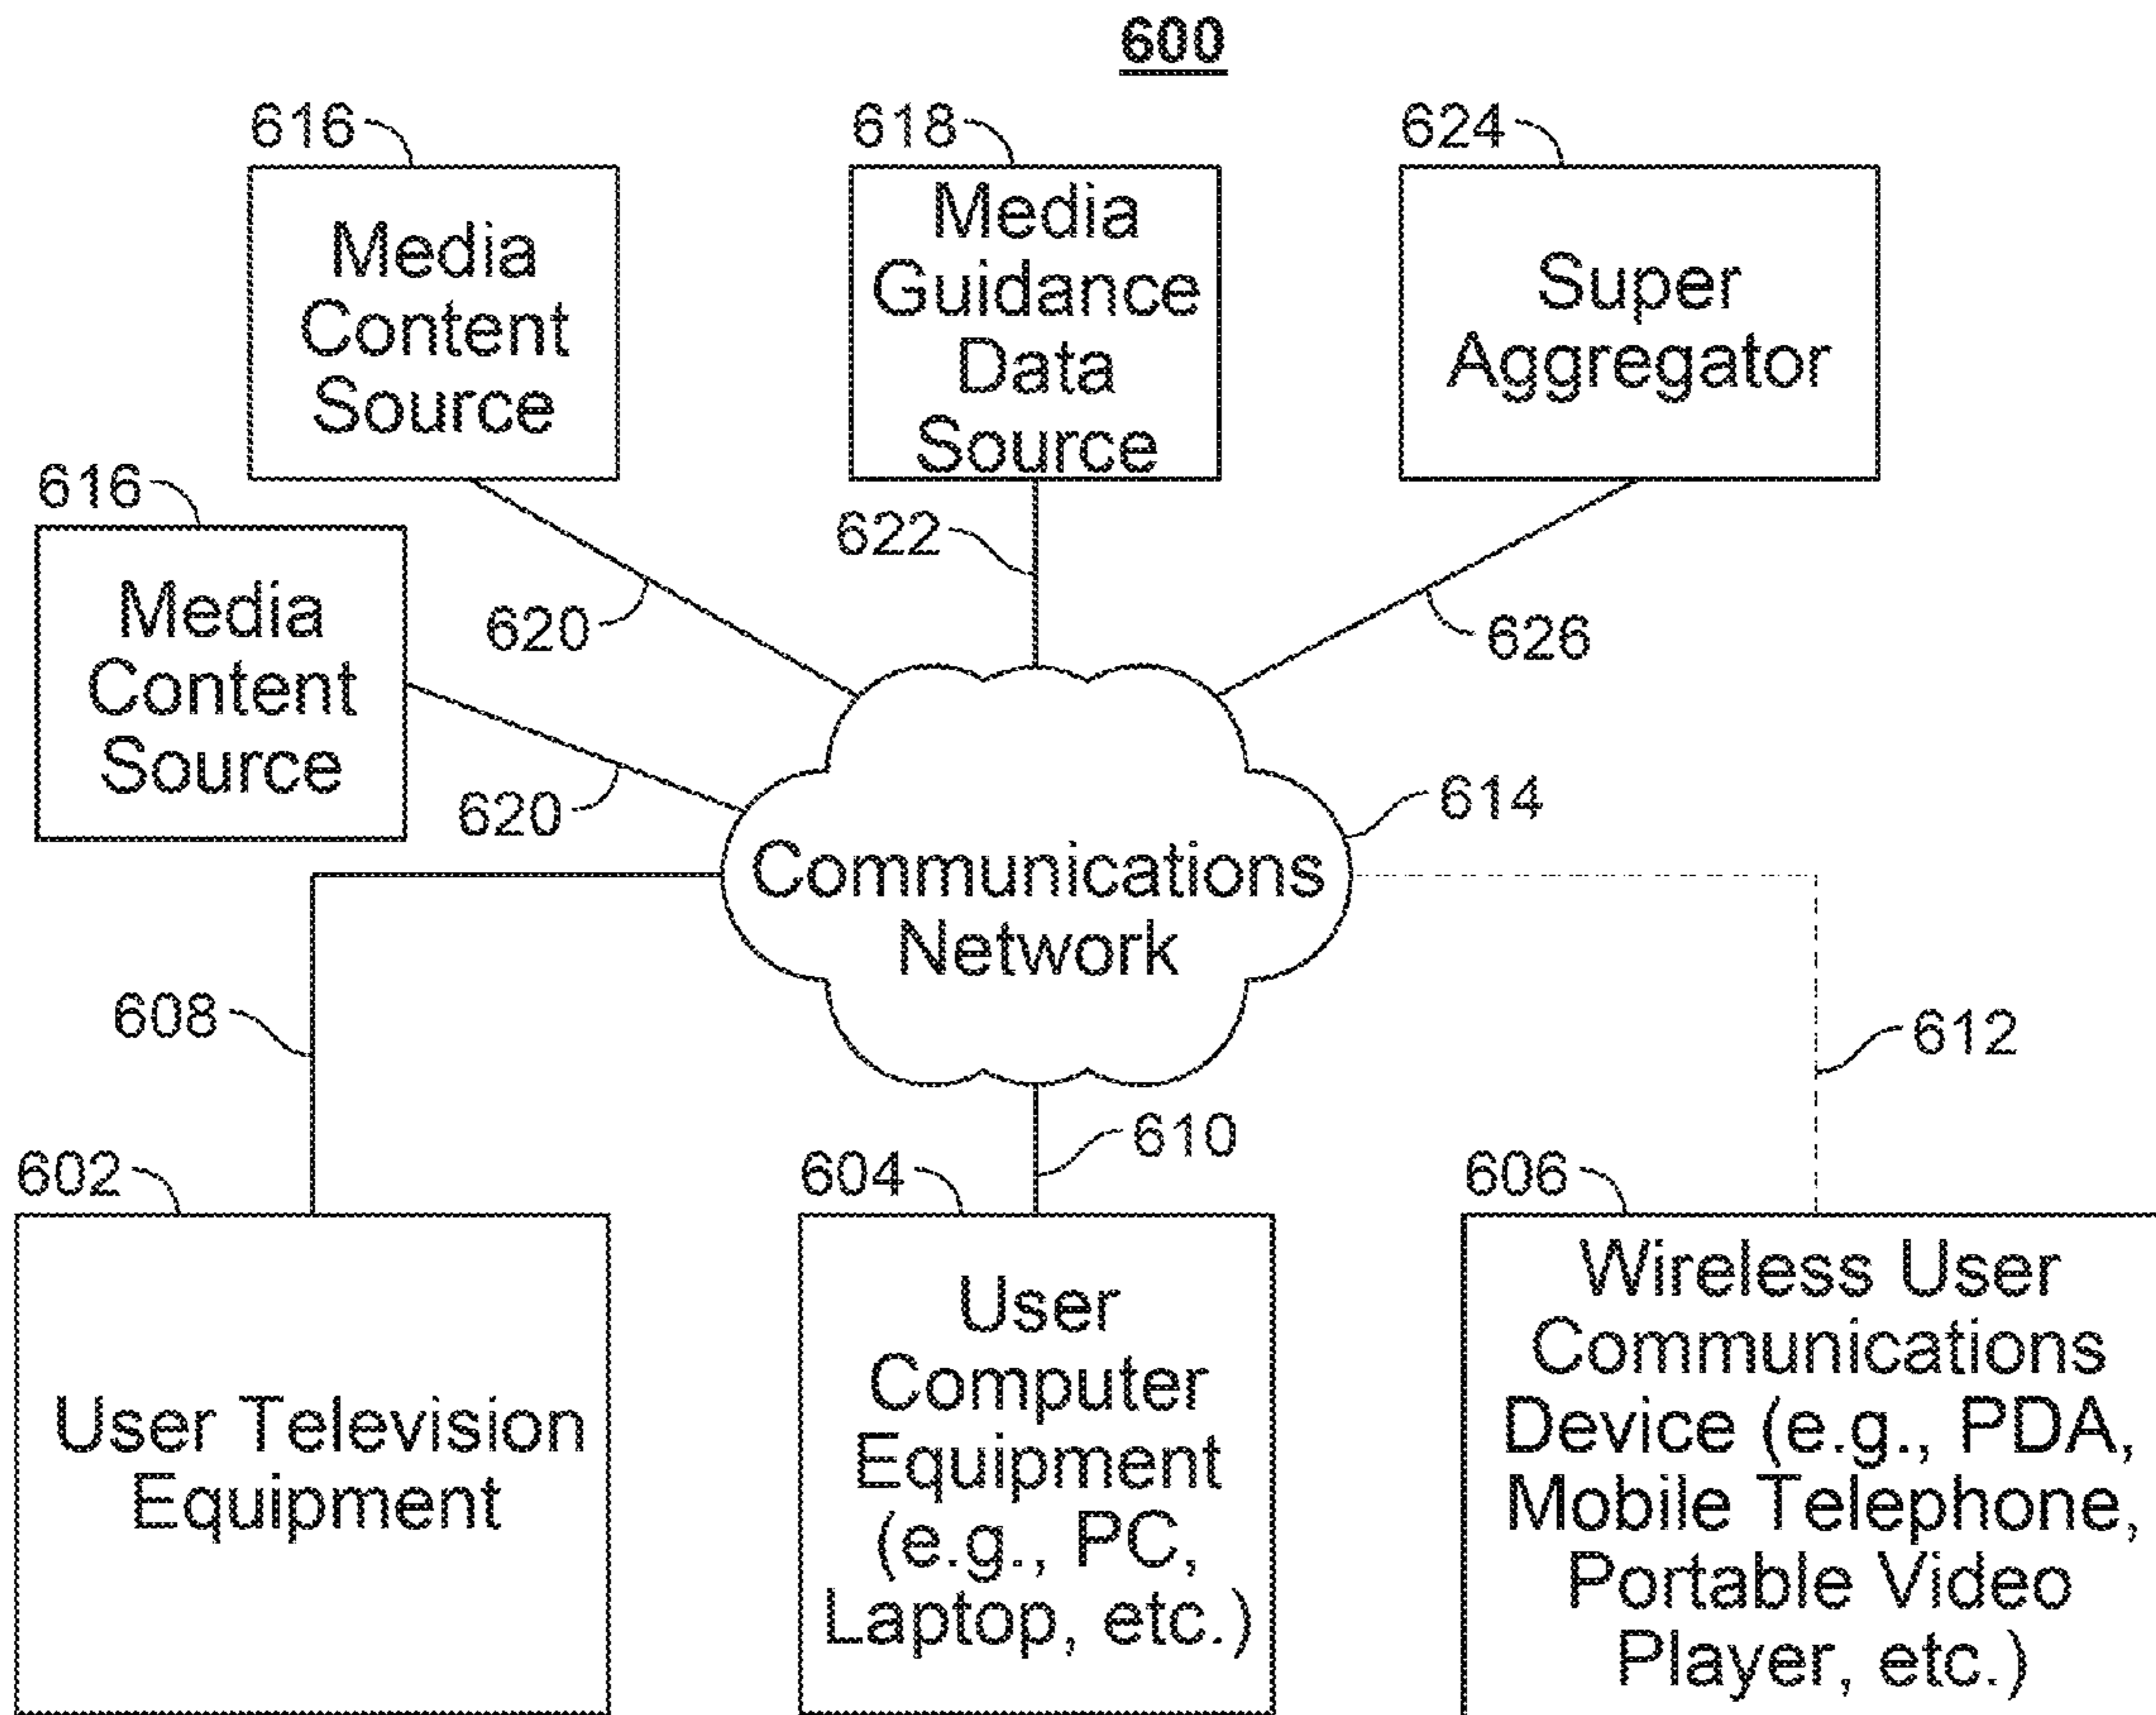 600
616
618
624
Media
Content
Source
Media
Guidance
Data
Source
Super
Aggregator
616
Media
Content
Source
622
620
626
620
614
Communications
Network
608
612
610
602
604
606
User Television
Equipment
User
Computer
Equipment
(e.g., PC,
Laptop, etc.)
Wireless User
Communications
Device (e.g., PDA,
Mobile Telephone,
Portable Video
Player, etc.)